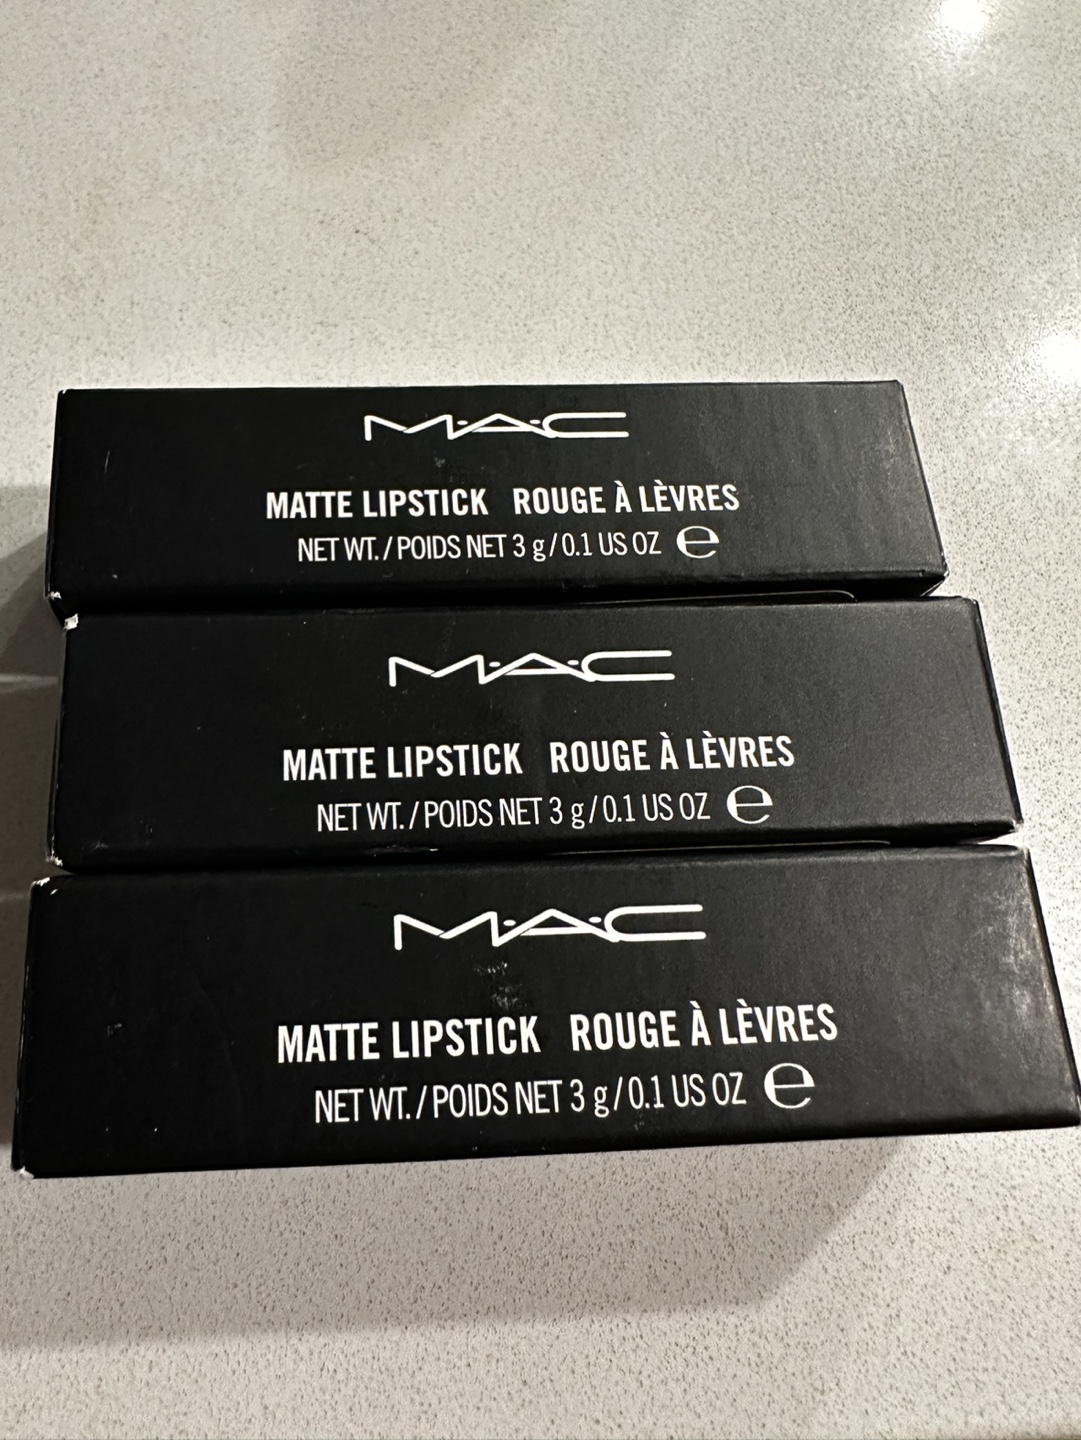 M·A·C
MATTE LIPSTICK ROUGE À LÈVRES
NET WT. / POIDS NET 3 g / 0.1 US OZ ℮
M·A·C
MATTE LIPSTICK ROUGE À LÈVRES
NET WT. / POIDS NET 3 g / 0.1 US OZ ℮
M·A·C
MATTE LIPSTICK ROUGE À LÈVRES
NET WT. / POIDS NET 3 g / 0.1 US OZ ℮